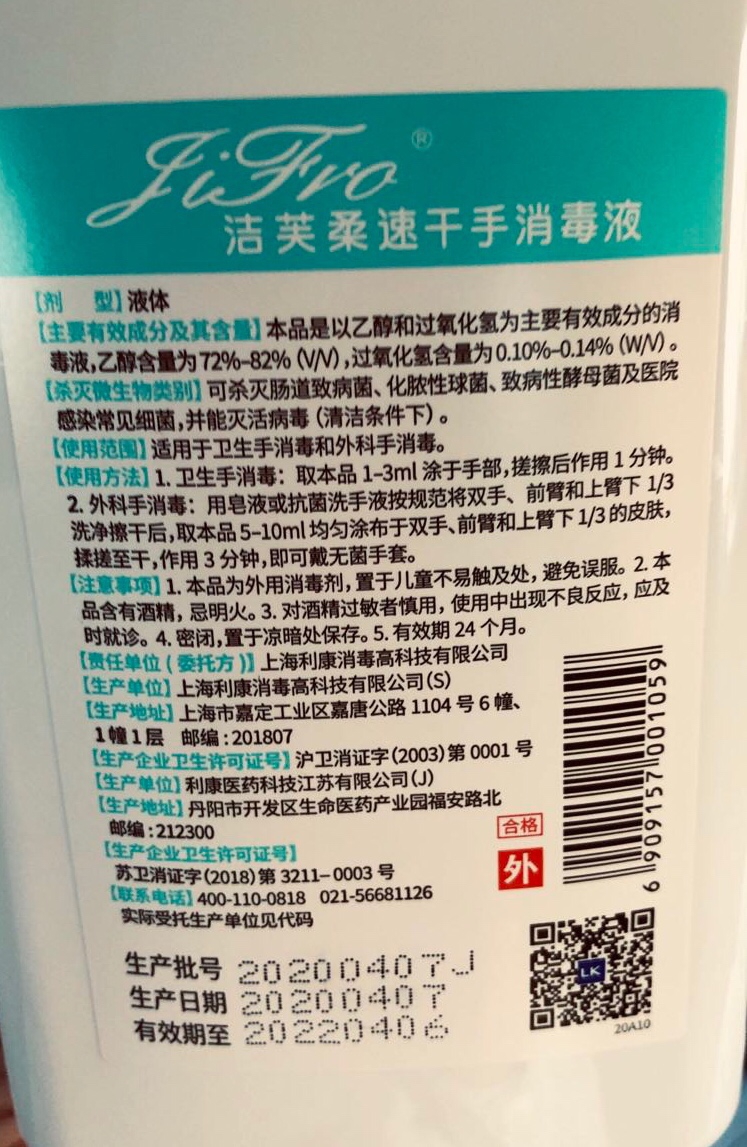 JiFro®
洁芙柔速干手消毒液
【剂 型】液体
【主要有效成分及其含量】本品是以乙醇和过氧化氢为主要有效成分的消
毒液,乙醇含量为72%–82%（V/V）,过氧化氢含量为0.10%–0.14%（W/V）。
【杀灭微生物类别】可杀灭肠道致病菌、化脓性球菌、致病性酵母菌及医院
感染常见细菌,并能灭活病毒（清洁条件下）。
【使用范围】适用于卫生手消毒和外科手消毒。
【使用方法】1. 卫生手消毒：取本品 1–3ml 涂于手部,搓擦后作用 1 分钟。
2. 外科手消毒：用皂液或抗菌洗手液按规范将双手、前臂和上臂下 1/3
洗净擦干后,取本品 5–10ml 均匀涂布于双手、前臂和上臂下 1/3 的皮肤,
揉搓至干,作用 3 分钟,即可戴无菌手套。
【注意事项】1. 本品为外用消毒剂，置于儿童不易触及处，避免误服。2. 本
品含有酒精，忌明火。3. 对酒精过敏者慎用，使用中出现不良反应，应及
时就诊。4. 密闭,置于凉暗处保存。5. 有效期 24 个月。
【责任单位（委托方）】上海利康消毒高科技有限公司
【生产单位】上海利康消毒高科技有限公司（S）
【生产地址】上海市嘉定工业区嘉唐公路 1104 号 6 幢、
1 幢 1 层 邮编：201807
【生产企业卫生许可证号】沪卫消证字（2003）第 0001 号
【生产单位】利康医药科技江苏有限公司（J）
【生产地址】丹阳市开发区生命医药产业园福安路北
邮编：212300
【生产企业卫生许可证号】
苏卫消证字（2018）第 3211–0003 号
【联系电话】400-110-0818 021-56681126
实际受托生产单位见代码
合格
外
6 909157 001059
生产批号 20200407J
生产日期 20200407
有效期至 20220406
LK
20A10